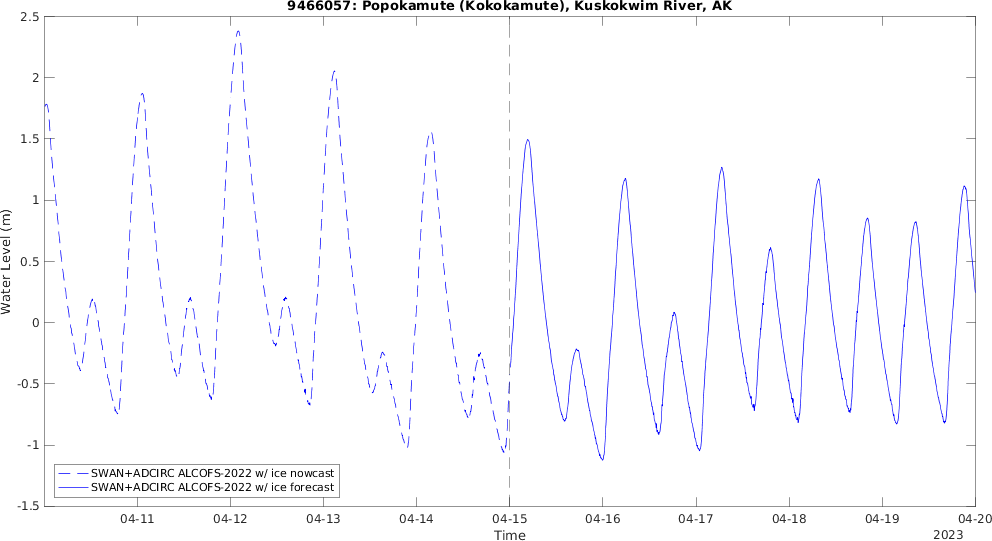 9466057: Popokamute (Kokokamute), Kuskokwim River, AK
2.5
2
1.5
1
0.5
0
-0.5
-1
-1.5
Water Level (m)
SWAN+ADCIRC ALCOFS-2022 w/ ice nowcast
SWAN+ADCIRC ALCOFS-2022 w/ ice forecast
04-11 04-12 04-13 04-14 04-15 04-16 04-17 04-18 04-19 04-20
Time
2023